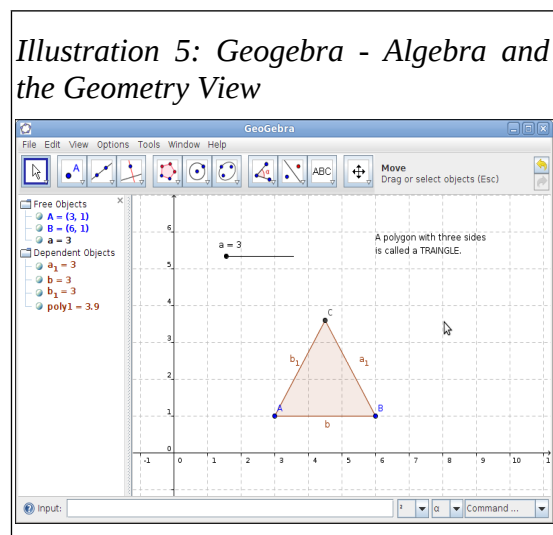 Illustration 5: Geogebra - Algebra and
the Geometry View
GeoGebra
File Edit View Options Tools Window Help
A
α
ABC
Move
Drag or select objects (Esc)
Free Objects
A = (3, 1)
B = (6, 1)
a = 3
Dependent Objects
a₁ = 3
b = 3
b₁ = 3
poly1 = 3.9
a = 3
A polygon with three sides
is called a TRAINGLE.
C
b₁
a₁
A
B
b
6
5
4
3
2
1
0
-1 0 1 2 3 4 5 6 7 8 9 10 1
Input:
² α Command ...